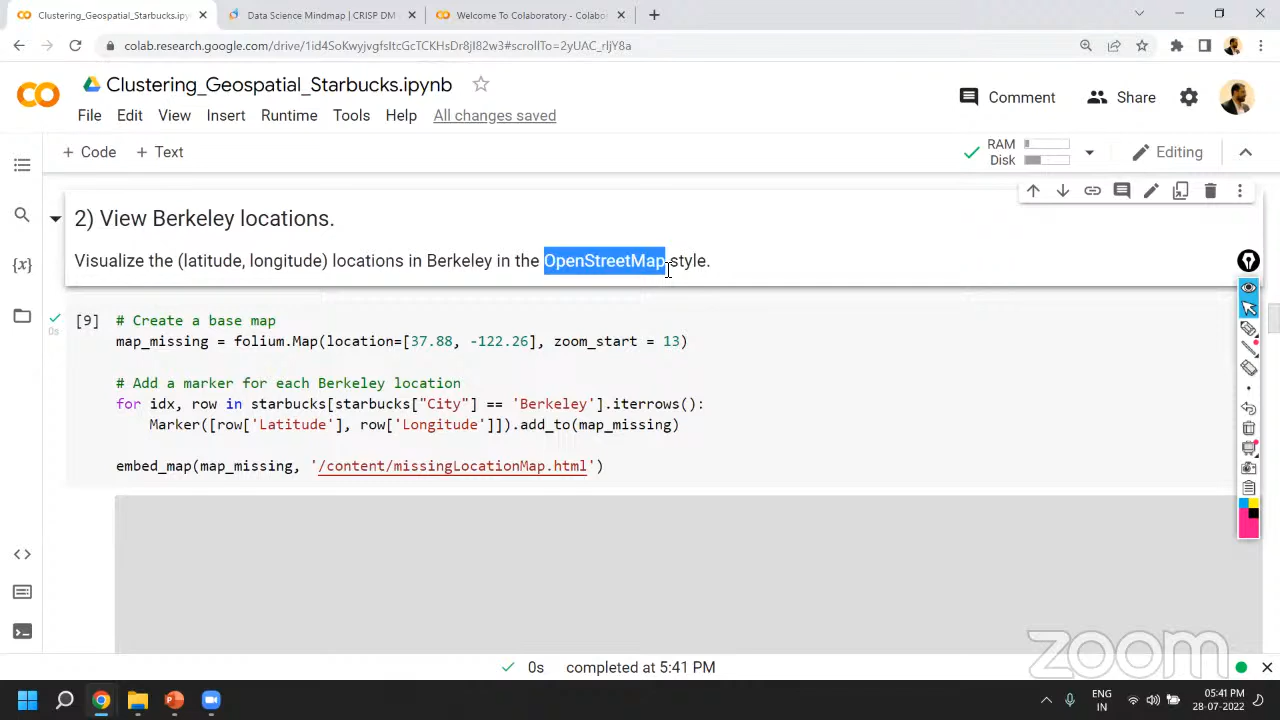 Clustering_Geospatial_Starbucks.ipyn
Data Science Mindmap | CRISP DM
Welcome To Colaboratory - Colab
colab.research.google.com/drive/1id4SoKwyjvgfsItcGcTCKHsDr8jI82w3#scrollTo=2yUAC_rljY8a
Clustering_Geospatial_Starbucks.ipynb
File Edit View Insert Runtime Tools Help All changes saved
Comment
Share
+ Code + Text
RAM
Disk
Editing
2) View Berkeley locations.
Visualize the (latitude, longitude) locations in Berkeley in the OpenStreetMap style.
{x}
[9] # Create a base map
0s
map_missing = folium.Map(location=[37.88, -122.26], zoom_start = 13)
# Add a marker for each Berkeley location
for idx, row in starbucks[starbucks["City"] == 'Berkeley'].iterrows():
Marker([row['Latitude'], row['Longitude']]).add_to(map_missing)
embed_map(map_missing, '/content/missingLocationMap.html')
zoom
0s completed at 5:41 PM
ENG
IN
05:41 PM
28-07-2022